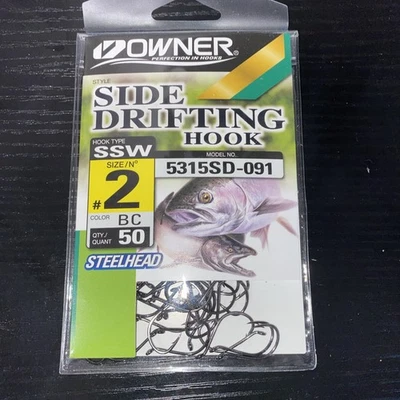 OWNER®
PERFECTION IN HOOKS
STYLE
SIDE
DRIFTING
HOOK
HOOK TYPE
SSW
MODEL NO.
5315SD-091
SIZE/N°
#2
COLOR
BC
QTY./
QUANT
50
STEELHEAD